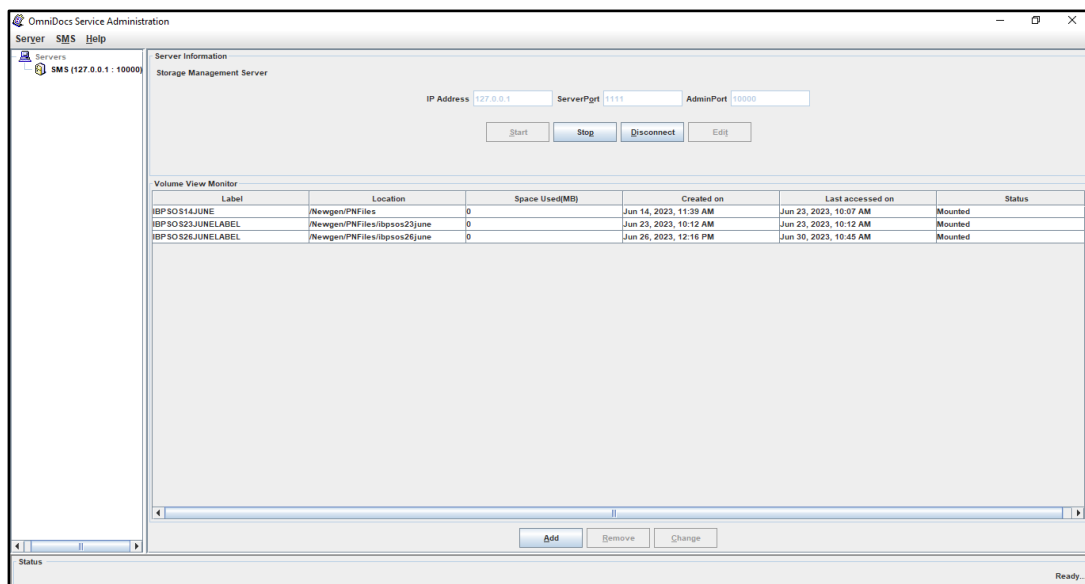 OmniDocs Service Administration
Server SMS Help
Servers
SMS (127.0.0.1 : 10000)
Server Information
Storage Management Server
IP Address 127.0.0.1 ServerPort 1111 AdminPort 10000
Start Stop Disconnect Edit
Volume View Monitor
Label Location Space Used(MB) Created on Last accessed on Status
IBPSOS14JUNE /Newgen/PNFiles 0 Jun 14, 2023, 11:39 AM Jun 23, 2023, 10:07 AM Mounted
IBPSOS23JUNELABEL /Newgen/PNFiles/ibpsos23june 0 Jun 23, 2023, 10:12 AM Jun 23, 2023, 10:12 AM Mounted
IBPSOS26JUNELABEL /Newgen/PNFiles/ibpsos26june 0 Jun 26, 2023, 12:16 PM Jun 30, 2023, 10:45 AM Mounted
Add Remove Change
Status
Ready..